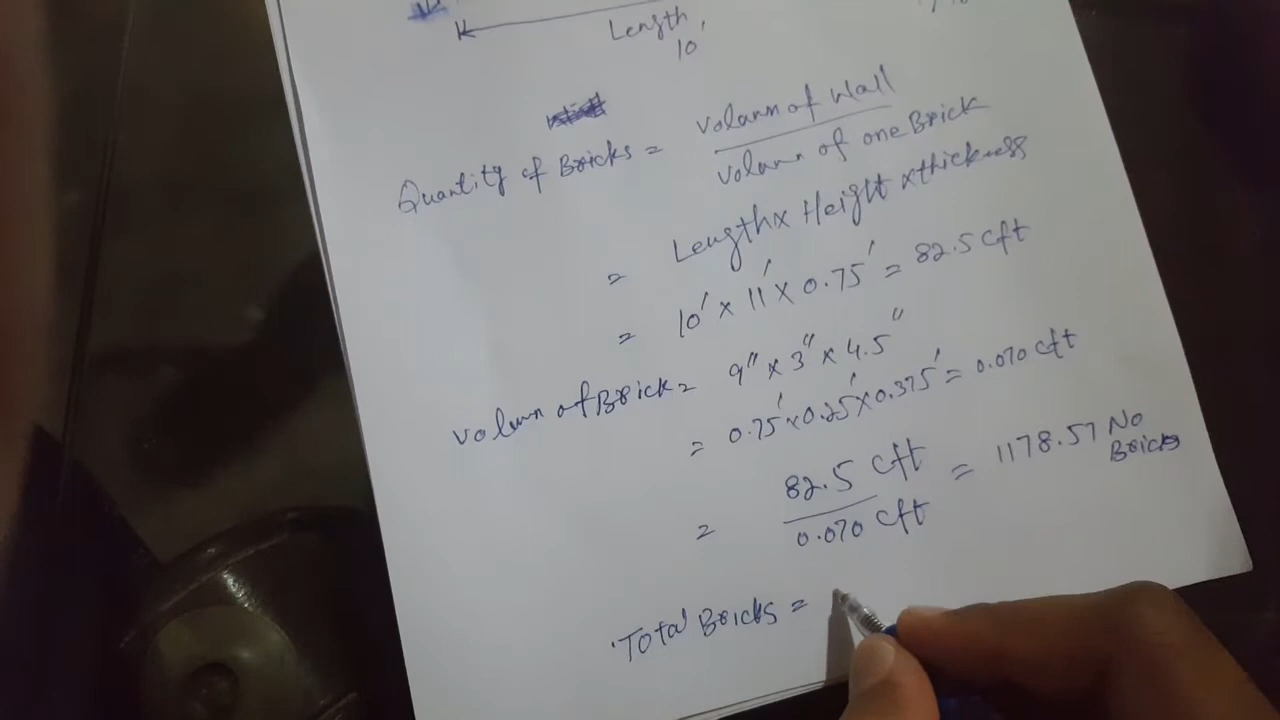 Length
10'
Quantity of Bricks = Volumn of Wall
Volumn of one Brick
= Length x Height x thickness
= 10' x 11' x 0.75' = 82.5 cft
Volumn of Brick = 9" x 3" x 4.5"
= 0.75' x 0.25' x 0.375' = 0.070 cft
= 82.5 cft = 1178.57 No
0.070 cft Bricks
Total Bricks =